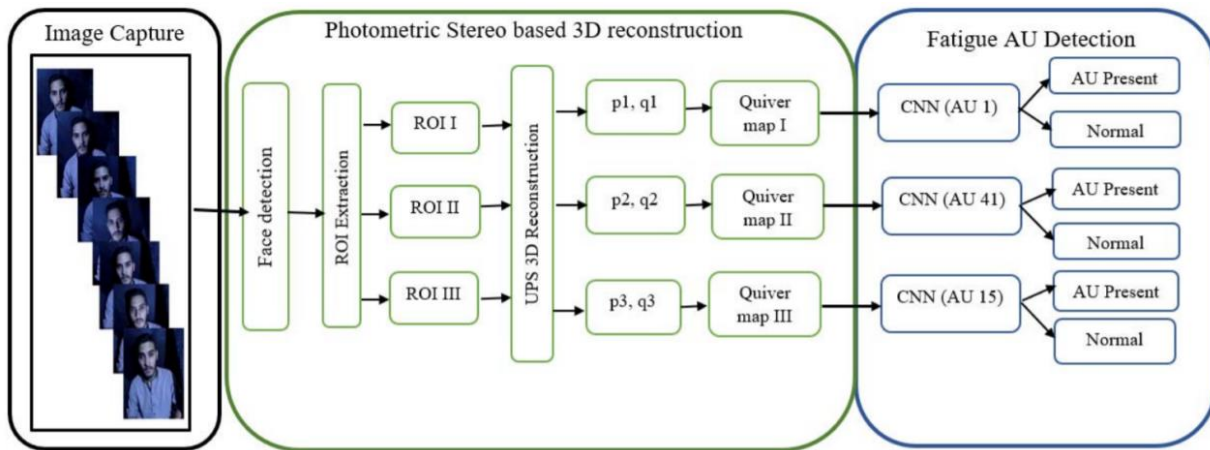 Image Capture
Photometric Stereo based 3D reconstruction
Fatigue AU Detection
Face detection
ROI Extraction
ROI I
ROI II
ROI III
UPS 3D Reconstruction
p1, q1
p2, q2
p3, q3
Quiver
map I
Quiver
map II
Quiver
map III
CNN (AU 1)
AU Present
Normal
CNN (AU 41)
AU Present
Normal
CNN (AU 15)
AU Present
Normal